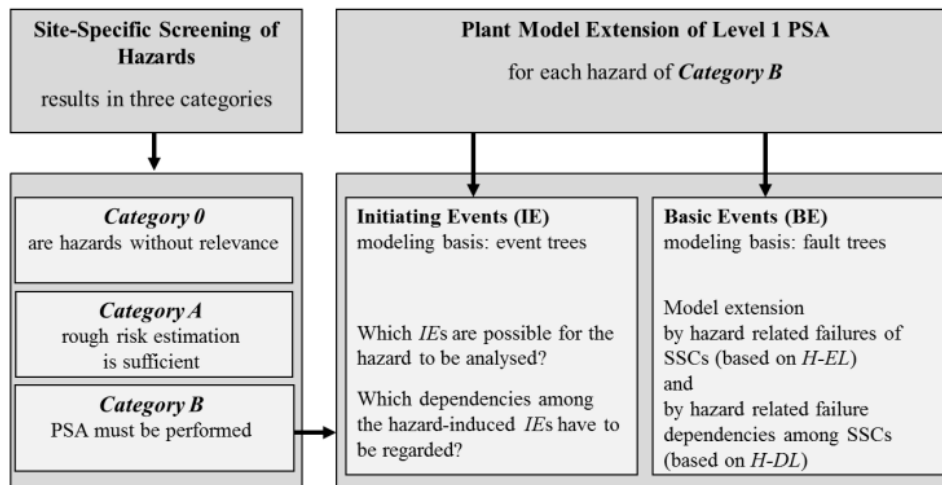 Site-Specific Screening of
Hazards
results in three categories
Plant Model Extension of Level 1 PSA
for each hazard of Category B
Category 0
are hazards without relevance
Category A
rough risk estimation
is sufficient
Category B
PSA must be performed
Initiating Events (IE)
modeling basis: event trees
Which IEs are possible for the
hazard to be analysed?
Which dependencies among
the hazard-induced IEs have to
be regarded?
Basic Events (BE)
modeling basis: fault trees
Model extension
by hazard related failures of
SSCs (based on H-EL)
and
by hazard related failure
dependencies among SSCs
(based on H-DL)